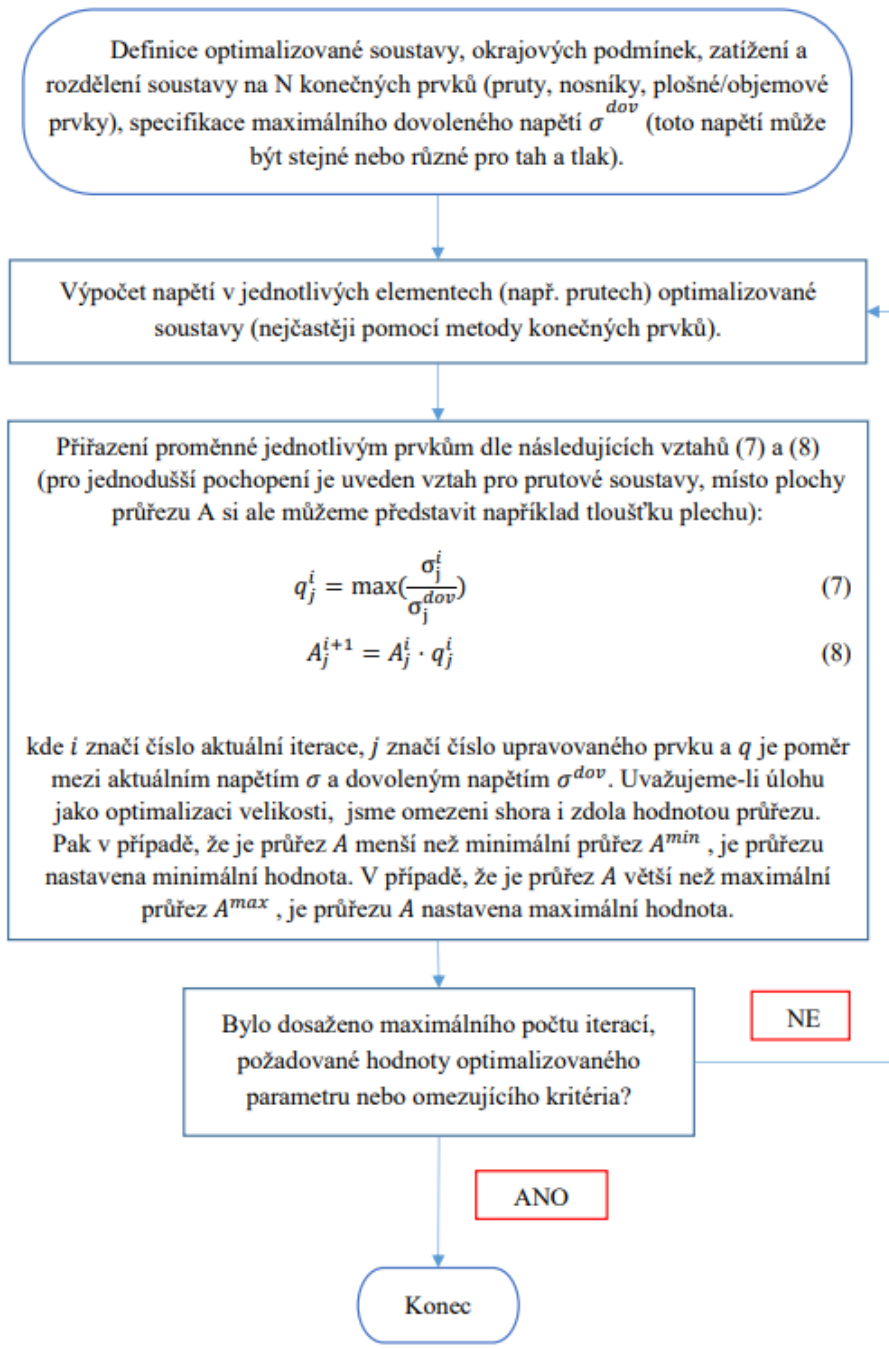 Definice optimalizované soustavy, okrajových podmínek, zatížení a
rozdělení soustavy na N konečných prvků (pruty, nosníky, plošné/objemové
prvky), specifikace maximálního dovoleného napětí σ^dov (toto napětí může
být stejné nebo různé pro tah a tlak).
Výpočet napětí v jednotlivých elementech (např. prutech) optimalizované
soustavy (nejčastěji pomocí metody konečných prvků).
Přiřazení proměnné jednotlivým prvkům dle následujících vztahů (7) a (8)
(pro jednodušší pochopení je uveden vztah pro prutové soustavy, místo plochy
průřezu A si ale můžeme představit například tloušťku plechu):
q_j^i = max(σ_j^i / σ_j^dov) (7)
A_j^{i+1} = A_j^i · q_j^i (8)
kde i značí číslo aktuální iterace, j značí číslo upravovaného prvku a q je poměr
mezi aktuálním napětím σ a dovoleným napětím σ^dov. Uvažujeme-li úlohu
jako optimalizaci velikosti, jsme omezeni shora i zdola hodnotou průřezu.
Pak v případě, že je průřez A menší než minimální průřez A^min , je průřezu
nastavena minimální hodnota. V případě, že je průřez A větší než maximální
průřez A^max , je průřezu A nastavena maximální hodnota.
Bylo dosaženo maximálního počtu iterací,
požadované hodnoty optimalizovaného
parametru nebo omezujícího kritéria?
NE
ANO
Konec